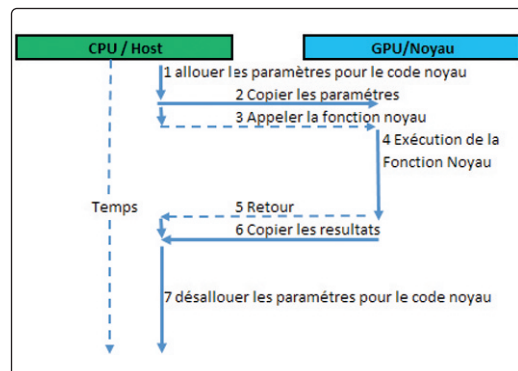 CPU / Host
GPU/Noyau
1 allouer les paramètres pour le code noyau
2 Copier les paramétres
3 Appeler la fonction noyau
4 Exécution de la
Fonction Noyau
Temps
5 Retour
6 Copier les resultats
7 désallouer les paramétres pour le code noyau